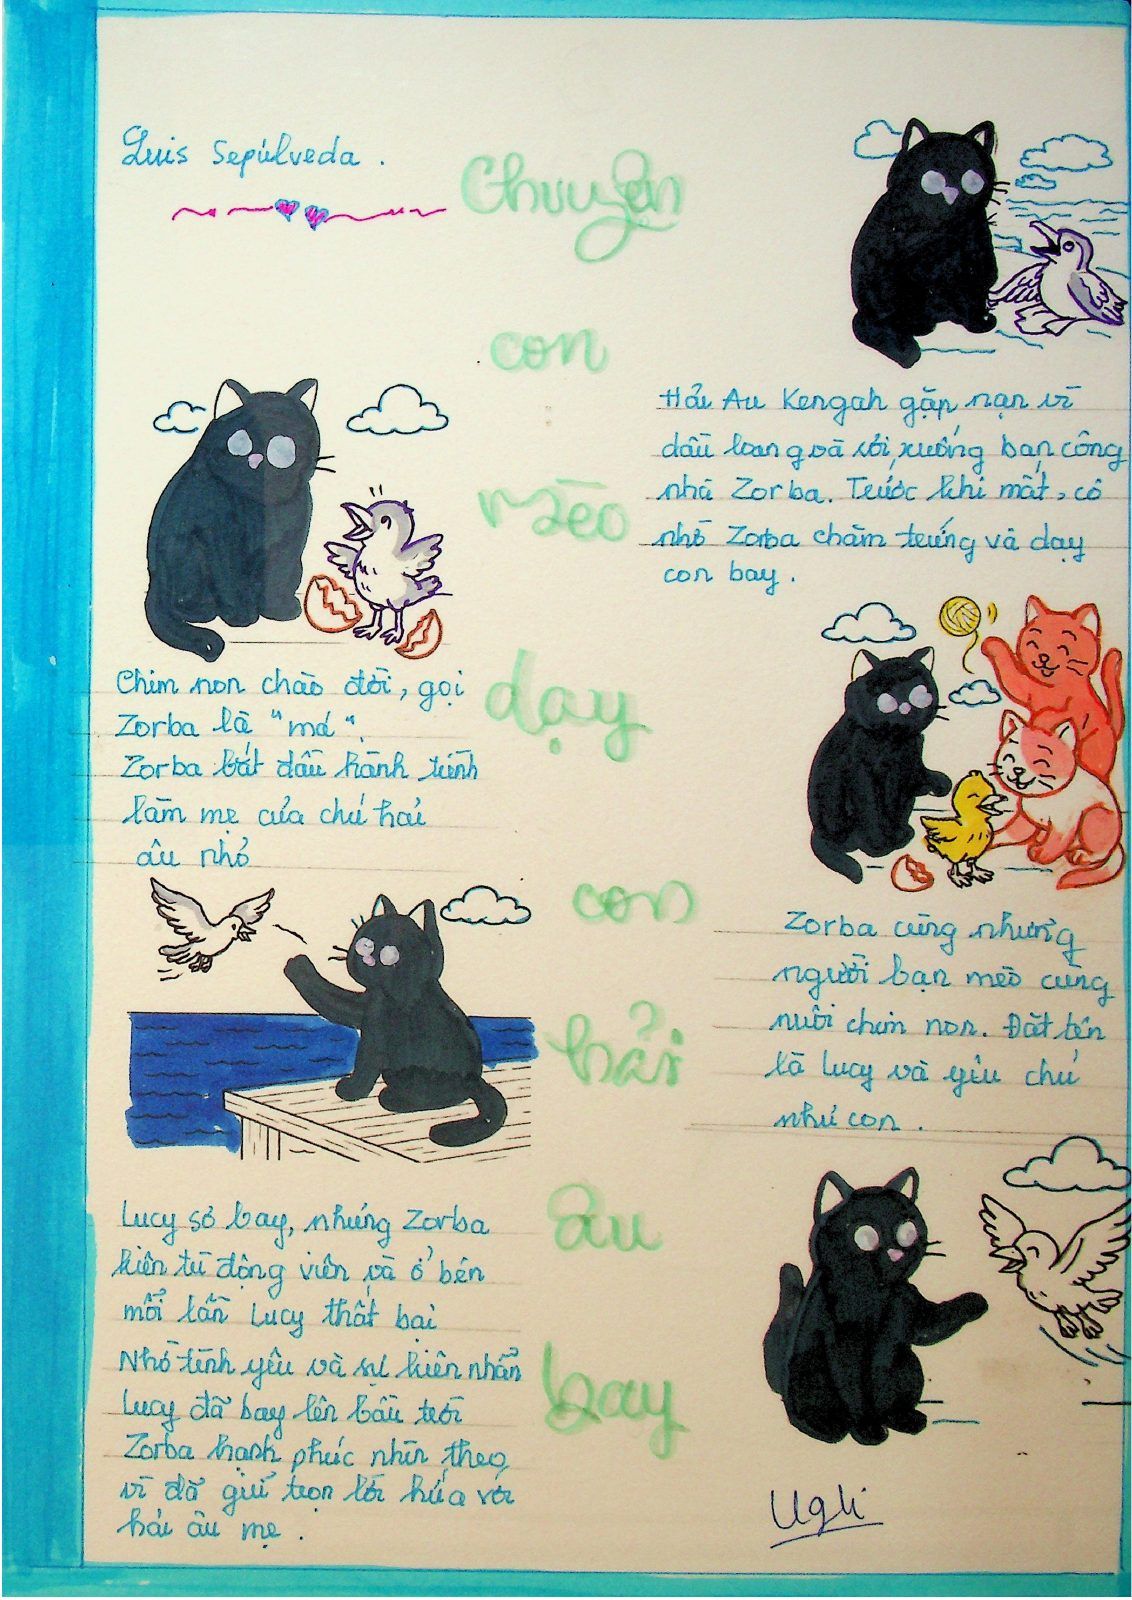 Luis Sepúlveda.
Chuyện
con
mèo
dạy
con
hải
âu
bay
Hải Âu Kengah gặp nạn vì
dầu loang và rơi xuống ban công
nhà Zorba. Trước khi mất, cô
nhờ Zorba chăm trứng và dạy
con bay.
Chim non chào đời, gọi
Zorba là "má".
Zorba bắt đầu hành trình
làm mẹ của chú hải
âu nhỏ
Zorba cùng những
người bạn mèo cùng
nuôi chim non. Đặt tên
là Lucy và yêu chú
như con.
Lucy sợ bay, nhưng Zorba
kiên từ động viên và ở bên
mỗi lần Lucy thất bại
Nhờ tình yêu và sự kiên nhẫn
Lucy đã bay lên bầu trời
Zorba hạnh phúc nhìn theo,
vì đã giữ trọn lời hứa với
hải âu mẹ.
Ugli